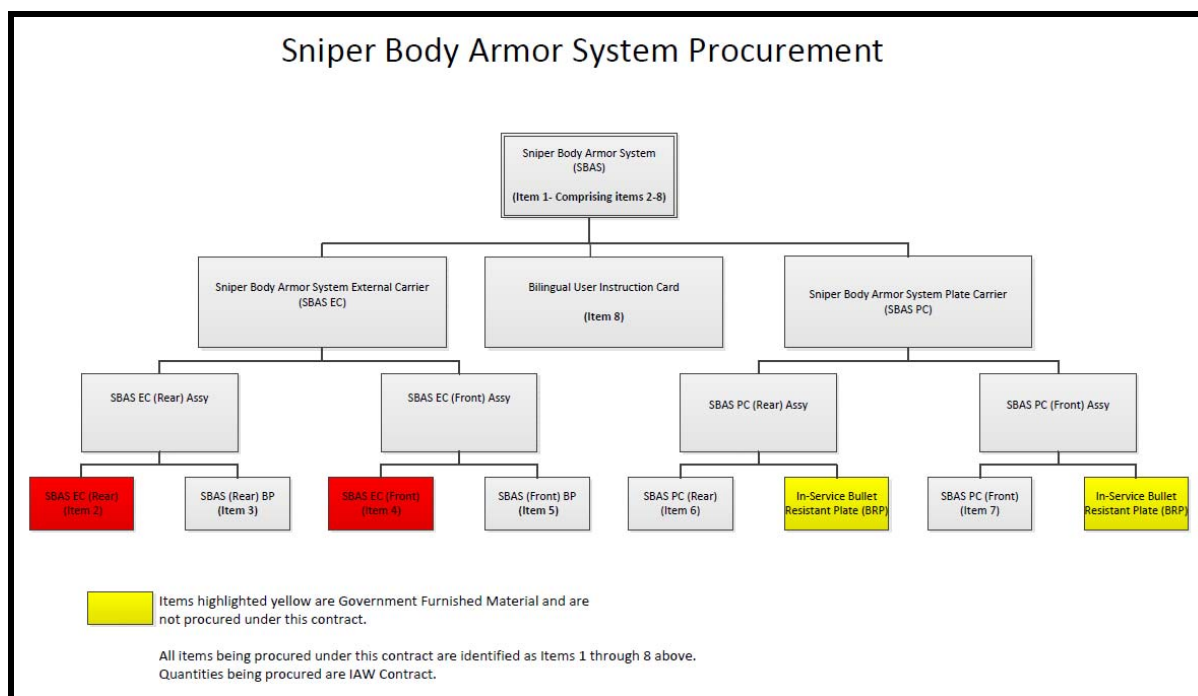 Sniper Body Armor System Procurement
Sniper Body Armor System
(SBAS)
(Item 1- Comprising items 2-8)
Sniper Body Armor System External Carrier
(SBAS EC)
Bilingual User Instruction Card
(Item 8)
Sniper Body Armor System Plate Carrier
(SBAS PC)
SBAS EC (Rear) Assy
SBAS EC (Front) Assy
SBAS PC (Rear) Assy
SBAS PC (Front) Assy
SBAS EC (Rear)
(Item 2)
SBAS (Rear) BP
(Item 3)
SBAS EC (Front)
(Item 4)
SBAS (Front) BP
(Item 5)
SBAS PC (Rear)
(Item 6)
In-Service Bullet
Resistant Plate (BRP)
SBAS PC (Front)
(Item 7)
In-Service Bullet
Resistant Plate (BRP)
Items highlighted yellow are Government Furnished Material and are
not procured under this contract.
All items being procured under this contract are identified as Items 1 through 8 above.
Quantities being procured are IAW Contract.